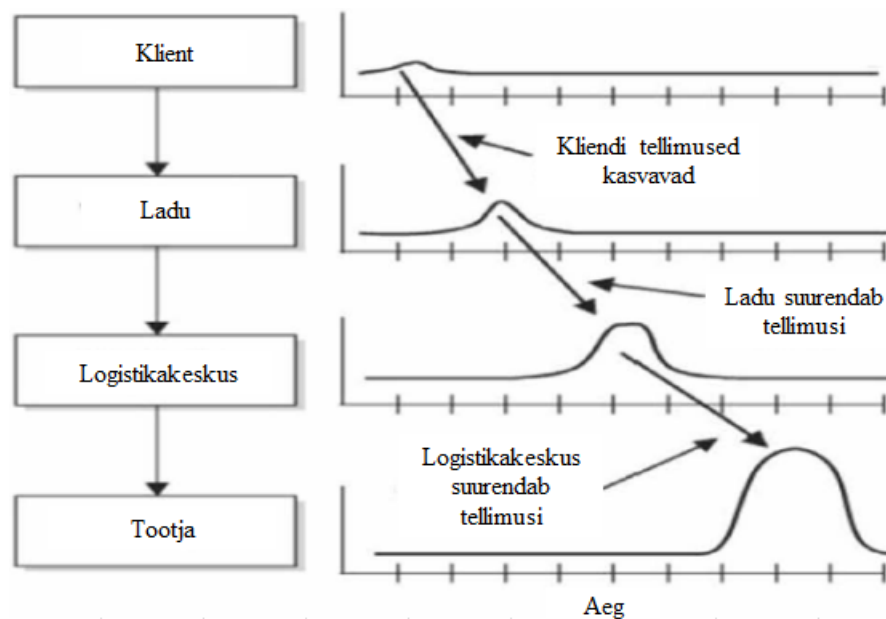 Klient
Kliendi tellimused
kasvavad
Ladu
Ladu suurendab
tellimusi
Logistikakeskus
Logistikakeskus
suurendab
tellimusi
Tootja
Aeg